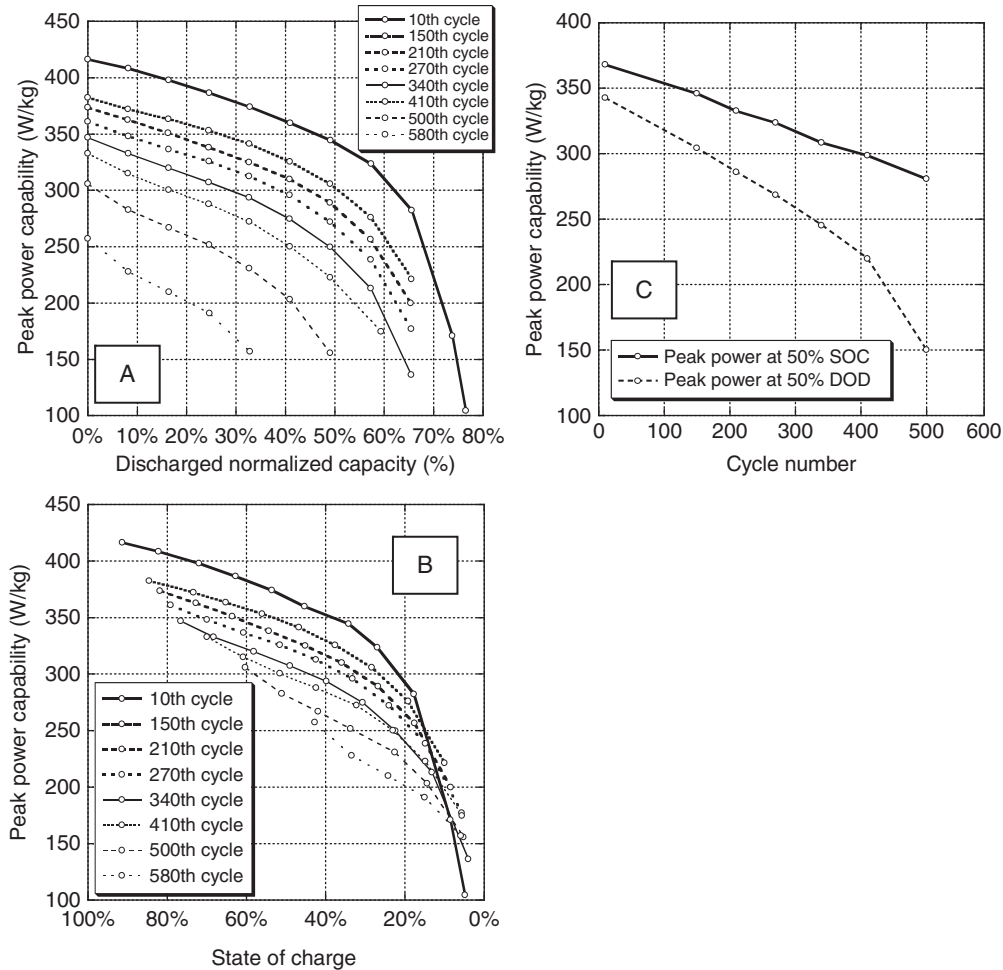 450
400
350
300
250
200
150
100
Peak power capability (W/kg)
10th cycle
150th cycle
210th cycle
270th cycle
340th cycle
410th cycle
500th cycle
580th cycle
A
0% 10% 20% 30% 40% 50% 60% 70% 80%
Discharged normalized capacity (%)
400
350
300
250
200
150
100
Peak power capability (W/kg)
C
Peak power at 50% SOC
Peak power at 50% DOD
0 100 200 300 400 500 600
Cycle number
450
400
350
300
250
200
150
100
Peak power capability (W/kg)
B
10th cycle
150th cycle
210th cycle
270th cycle
340th cycle
410th cycle
500th cycle
580th cycle
100% 80% 60% 40% 20% 0%
State of charge